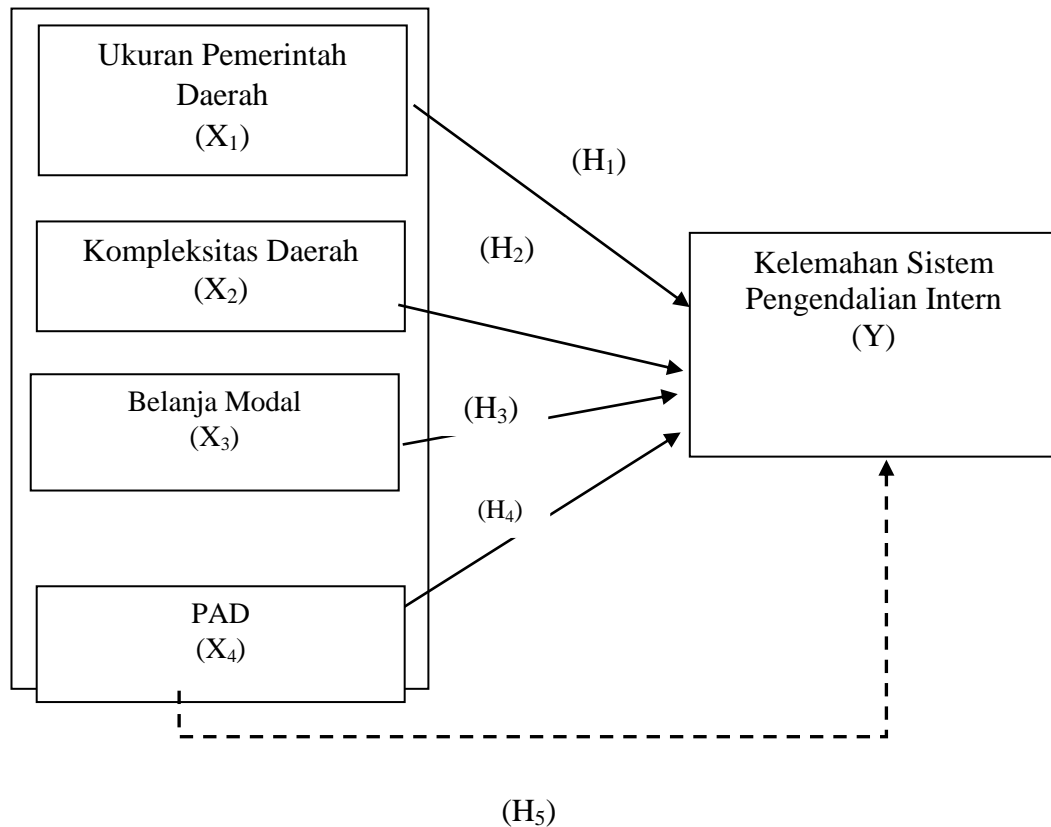 Ukuran Pemerintah
Daerah
(X₁)
(H₁)
Kompleksitas Daerah
(X₂)
(H₂)
Kelemahan Sistem
Pengendalian Intern
(Y)
Belanja Modal
(X₃)
(H₃)
(H₄)
PAD
(X₄)
(H₅)